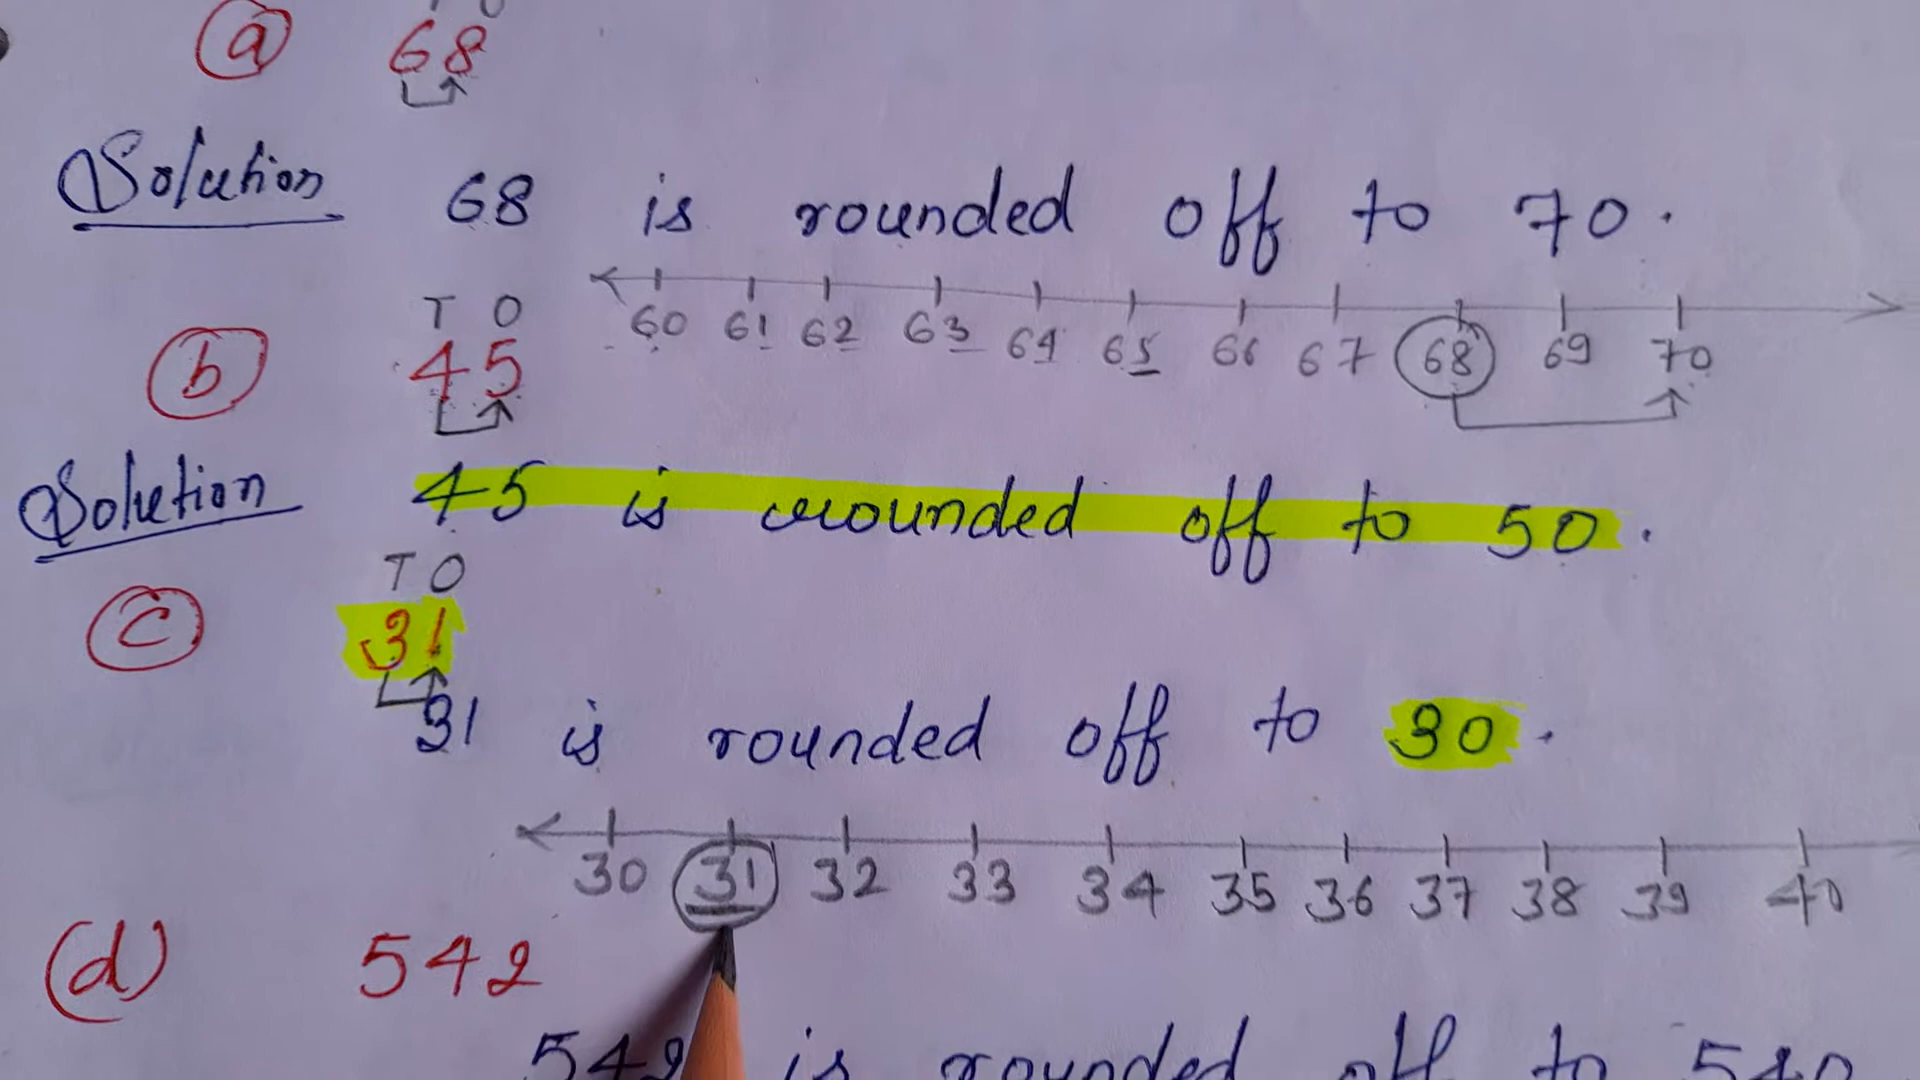 (a) 68
Solution 68 is rounded off to 70.
60 61 62 63 64 65 66 67 68 69 70
T O
(b) 45
Solution 45 is rounded off to 50.
T O
(c) 31
31 is rounded off to 30.
30 31 32 33 34 35 36 37 38 39 40
(d) 542
542 is rounded off to